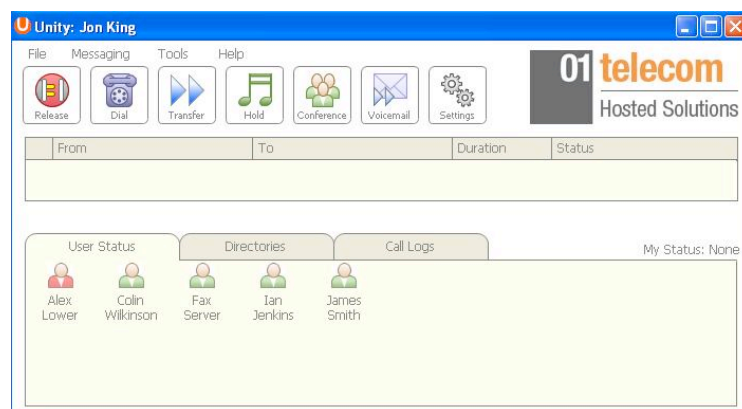 Unity: Jon King
File Messaging Tools Help
01 telecom
Hosted Solutions
Release Dial Transfer Hold Conference Voicemail Settings
From To Duration Status
User Status Directories Call Logs My Status: None
Alex Colin Fax Ian James
Lower Wilkinson Server Jenkins Smith